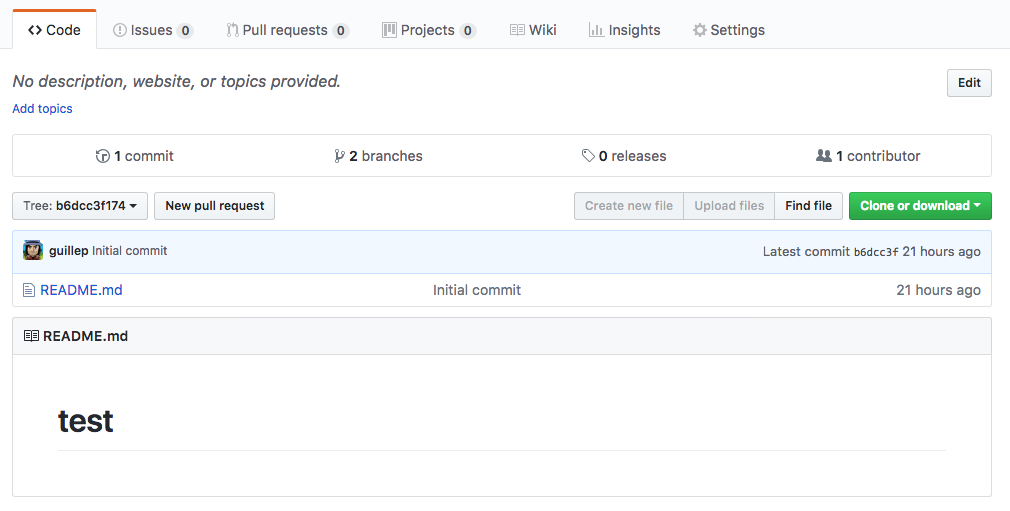 Code Issues 0 Pull requests 0 Projects 0 Wiki Insights Settings
No description, website, or topics provided. Edit
Add topics
1 commit 2 branches 0 releases 1 contributor
Tree: b6dcc3f174 New pull request Create new file Upload files Find file Clone or download
guillep Initial commit Latest commit b6dcc3f 21 hours ago
README.md Initial commit 21 hours ago
README.md
test